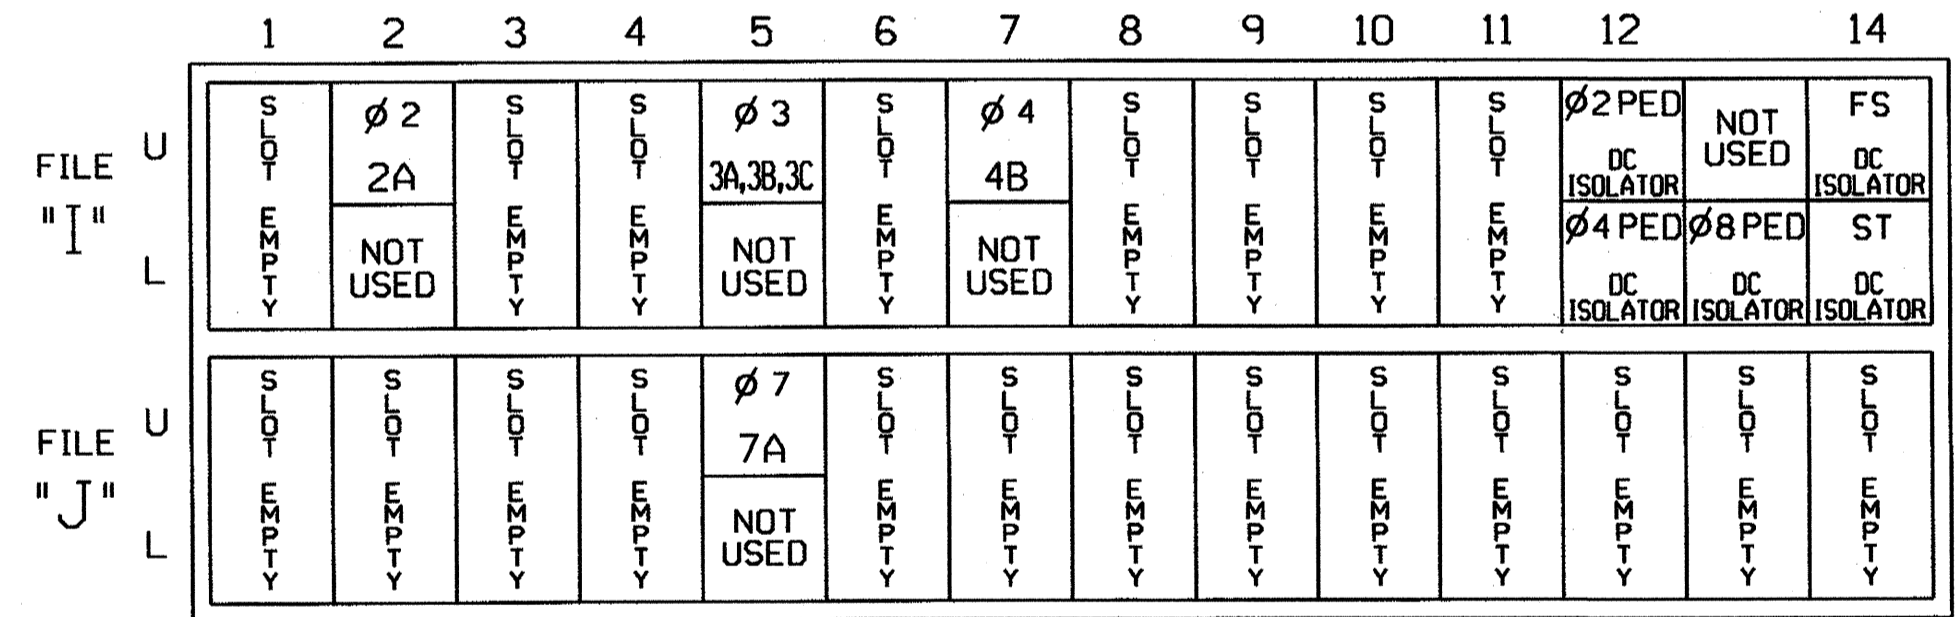 1 2 3 4 5 6 7 8 9 10 11 12 14
FILE "I"
U
L
SLOT EMPTY
Ø 2
2A
NOT USED
SLOT EMPTY
SLOT EMPTY
Ø 3
3A,3B,3C
NOT USED
SLOT EMPTY
Ø 4
4B
NOT USED
SLOT EMPTY
SLOT EMPTY
SLOT EMPTY
SLOT EMPTY
Ø2 PED
DC ISOLATOR
Ø4 PED
DC ISOLATOR
NOT USED
Ø8 PED
DC ISOLATOR
FS
DC ISOLATOR
ST
DC ISOLATOR
FILE "J"
U
L
SLOT EMPTY
SLOT EMPTY
SLOT EMPTY
SLOT EMPTY
Ø 7
7A
NOT USED
SLOT EMPTY
SLOT EMPTY
SLOT EMPTY
SLOT EMPTY
SLOT EMPTY
SLOT EMPTY
SLOT EMPTY
SLOT EMPTY
SLOT EMPTY